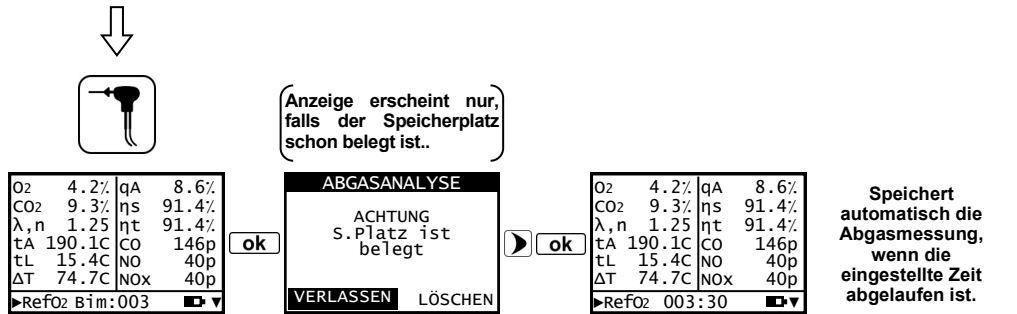 Anzeige erscheint nur,
falls der Speicherplatz
schon belegt ist..
O2 4.2% qA 8.6%
CO2 9.3% ηs 91.4%
λ,n 1.25 ηt 91.4%
tA 190.1C CO 146p
tL 15.4C NO 40p
ΔT 74.7C NOx 40p
►RefO2 Bim:003 ▼
ok
ABGASANALYSE
ACHTUNG
S.Platz ist
belegt
VERLASSEN LÖSCHEN
ok
O2 4.2% qA 8.6%
CO2 9.3% ηs 91.4%
λ,n 1.25 ηt 91.4%
tA 190.1C CO 146p
tL 15.4C NO 40p
ΔT 74.7C NOx 40p
►RefO2 003:30 ▼
Speichert
automatisch die
Abgasmessung,
wenn die
eingestellte Zeit
abgelaufen ist.